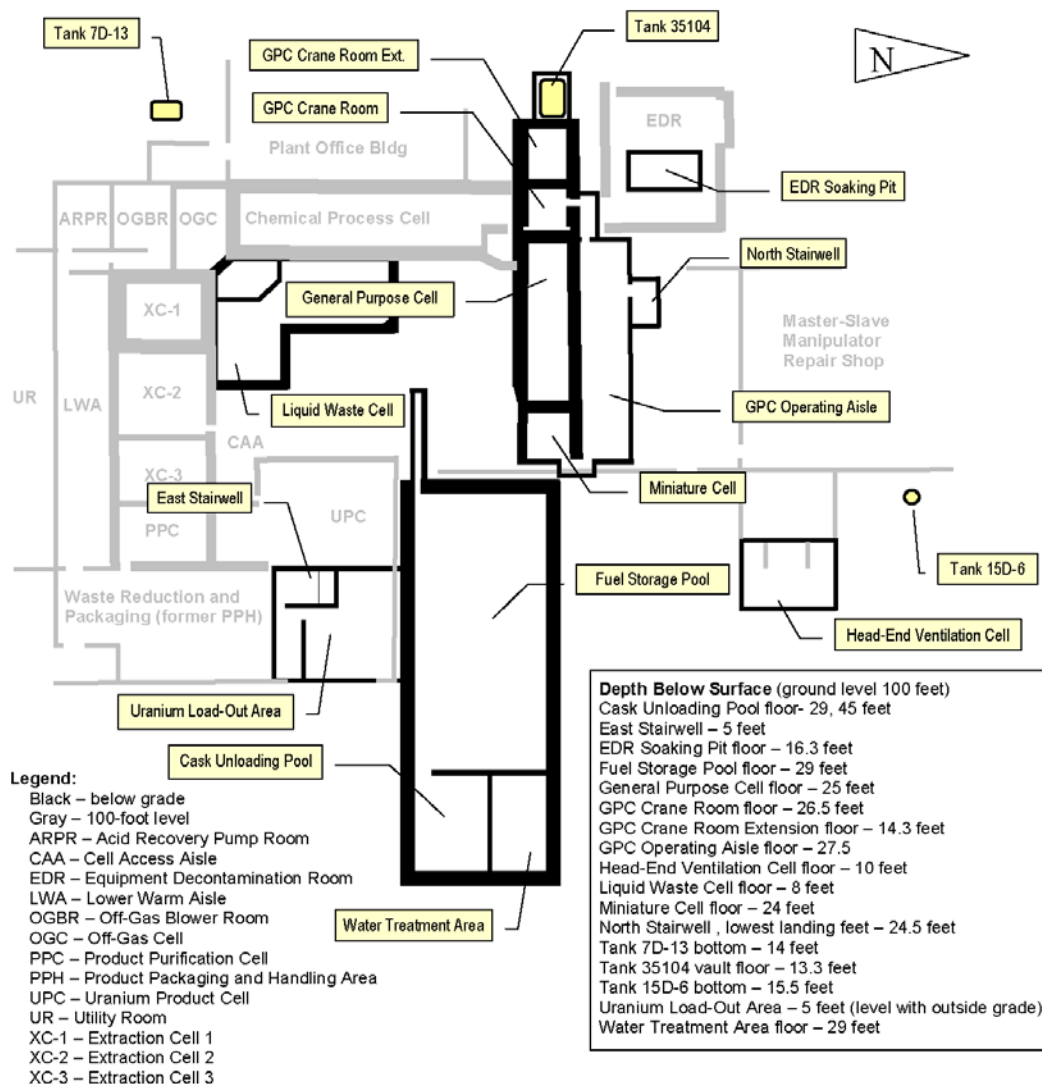 Tank 7D-13
GPC Crane Room Ext.
Tank 35104
N
GPC Crane Room
EDR
Plant Office Bldg
EDR Soaking Pit
ARPR
OGBR
OGC
Chemical Process Cell
North Stairwell
General Purpose Cell
XC-1
Master-Slave
Manipulator
Repair Shop
UR
LWA
XC-2
Liquid Waste Cell
GPC Operating Aisle
CAA
XC-3
Miniature Cell
East Stairwell
UPC
PPC
Tank 15D-6
Fuel Storage Pool
Waste Reduction and
Packaging (former PPH)
Head-End Ventilation Cell
Uranium Load-Out Area
Cask Unloading Pool
Water Treatment Area
Legend:
Black – below grade
Gray – 100-foot level
ARPR – Acid Recovery Pump Room
CAA – Cell Access Aisle
EDR – Equipment Decontamination Room
LWA – Lower Warm Aisle
OGBR – Off-Gas Blower Room
OGC – Off-Gas Cell
PPC – Product Purification Cell
PPH – Product Packaging and Handling Area
UPC – Uranium Product Cell
UR – Utility Room
XC-1 – Extraction Cell 1
XC-2 – Extraction Cell 2
XC-3 – Extraction Cell 3
Depth Below Surface (ground level 100 feet)
Cask Unloading Pool floor- 29, 45 feet
East Stairwell – 5 feet
EDR Soaking Pit floor – 16.3 feet
Fuel Storage Pool floor – 29 feet
General Purpose Cell floor – 25 feet
GPC Crane Room floor – 26.5 feet
GPC Crane Room Extension floor – 14.3 feet
GPC Operating Aisle floor – 27.5
Head-End Ventilation Cell floor – 10 feet
Liquid Waste Cell floor – 8 feet
Miniature Cell floor – 24 feet
North Stairwell , lowest landing feet – 24.5 feet
Tank 7D-13 bottom – 14 feet
Tank 35104 vault floor – 13.3 feet
Tank 15D-6 bottom – 15.5 feet
Uranium Load-Out Area – 5 feet (level with outside grade)
Water Treatment Area floor – 29 feet